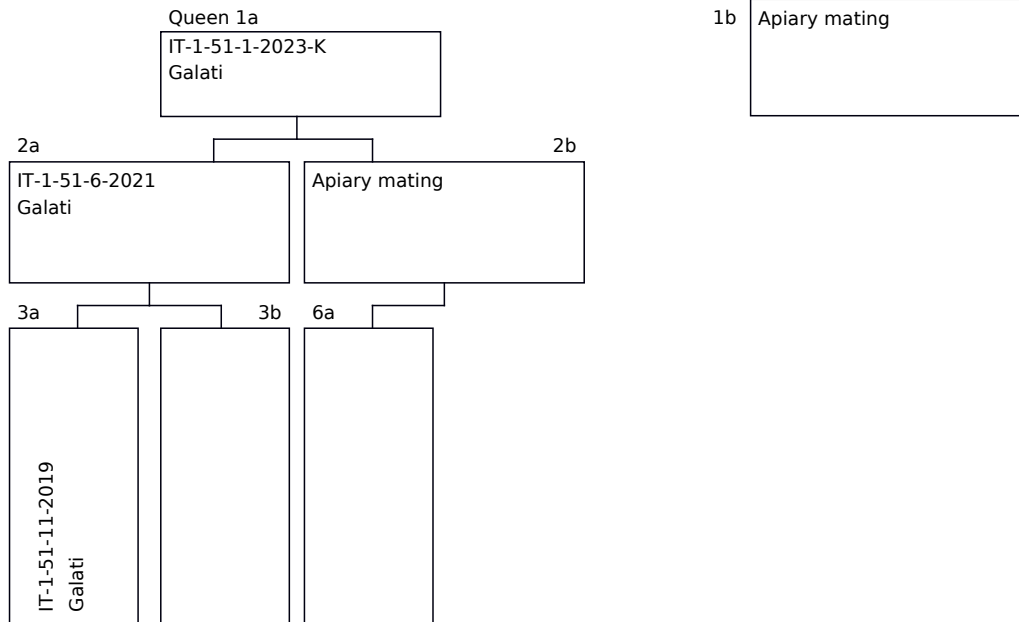 Queen 1a
IT-1-51-1-2023-K
Galati
1b
Apiary mating
2a
IT-1-51-6-2021
Galati
2b
Apiary mating
3a
IT-1-51-11-2019
Galati
3b
6a